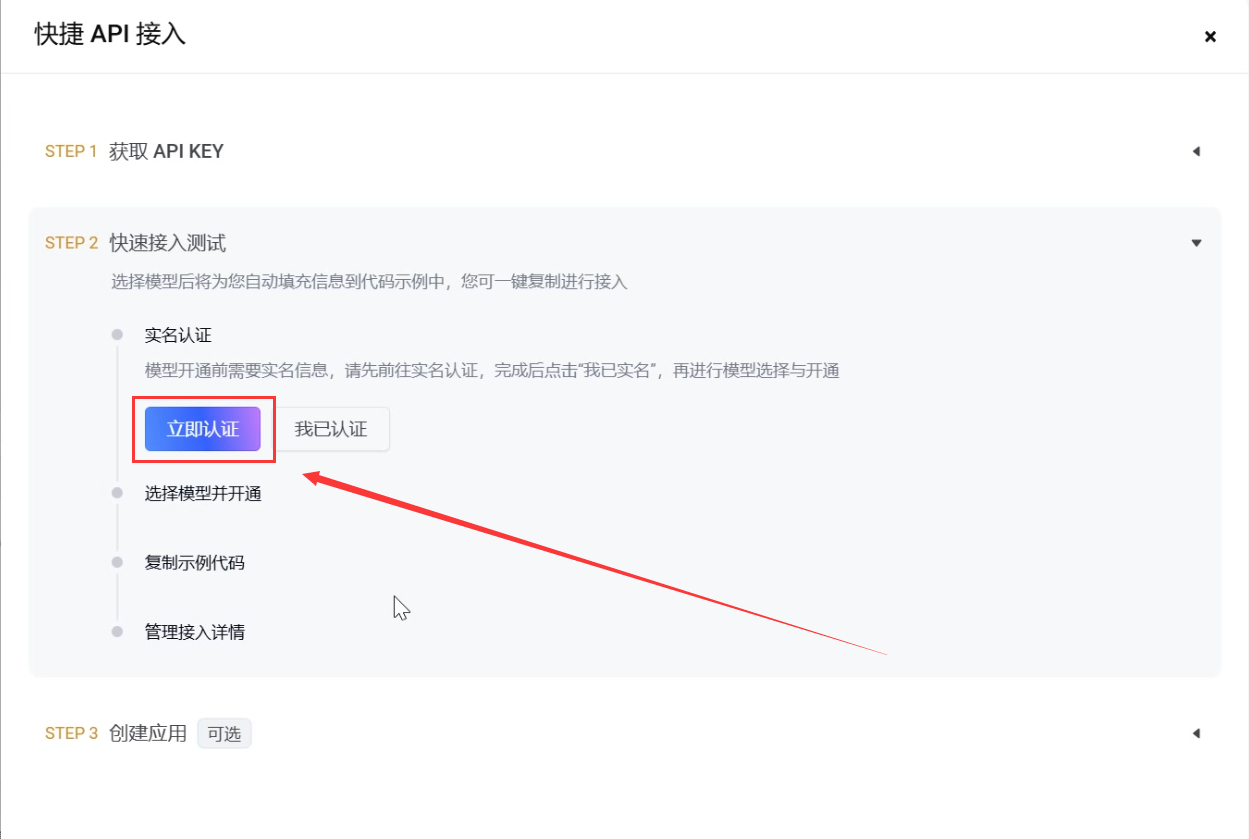 快捷 API 接入
STEP 1 获取 API KEY
STEP 2 快速接入测试
选择模型后将为您自动填充信息到代码示例中，您可一键复制进行接入
实名认证
模型开通前需要实名信息，请先前往实名认证，完成后点击“我已实名”，再进行模型选择与开通
立即认证 我已认证
选择模型并开通
复制示例代码
管理接入详情
STEP 3 创建应用 可选